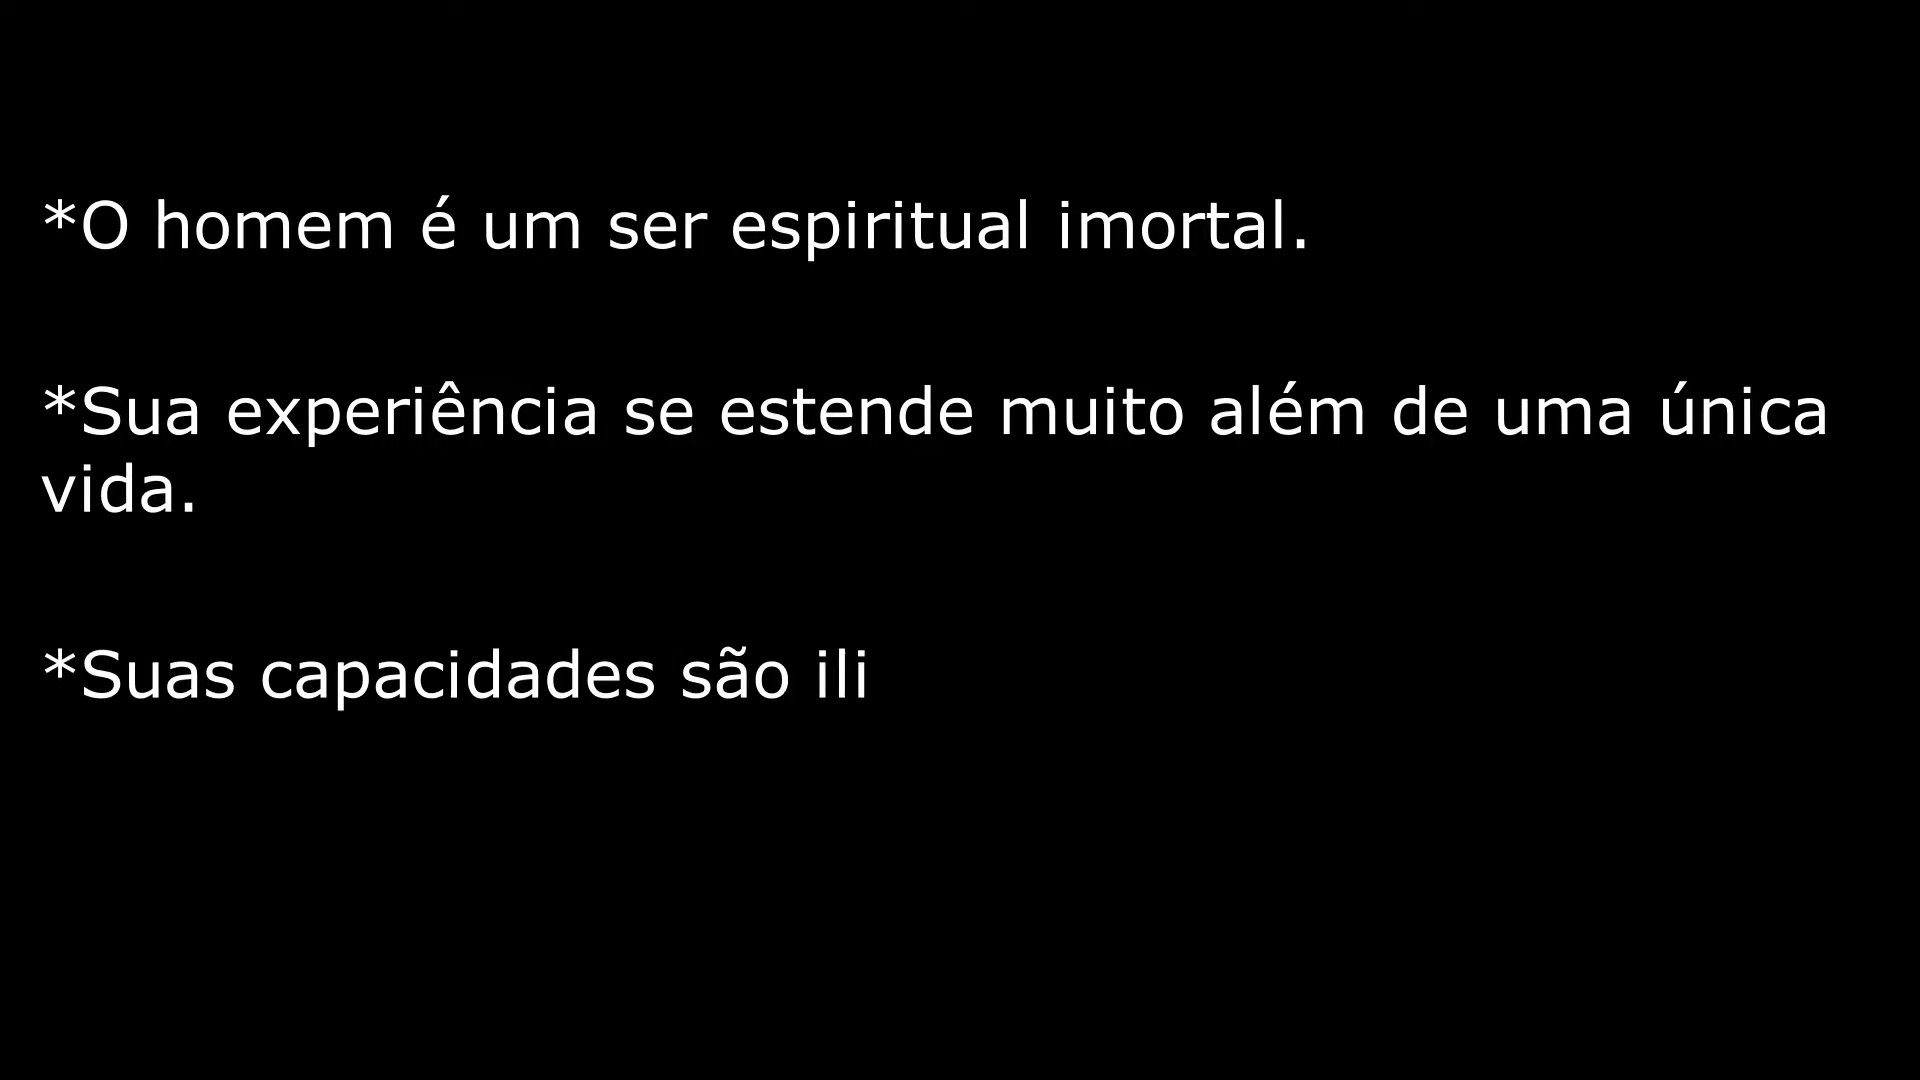 *O homem é um ser espiritual imortal.
*Sua experiência se estende muito além de uma única
vida.
*Suas capacidades são ili